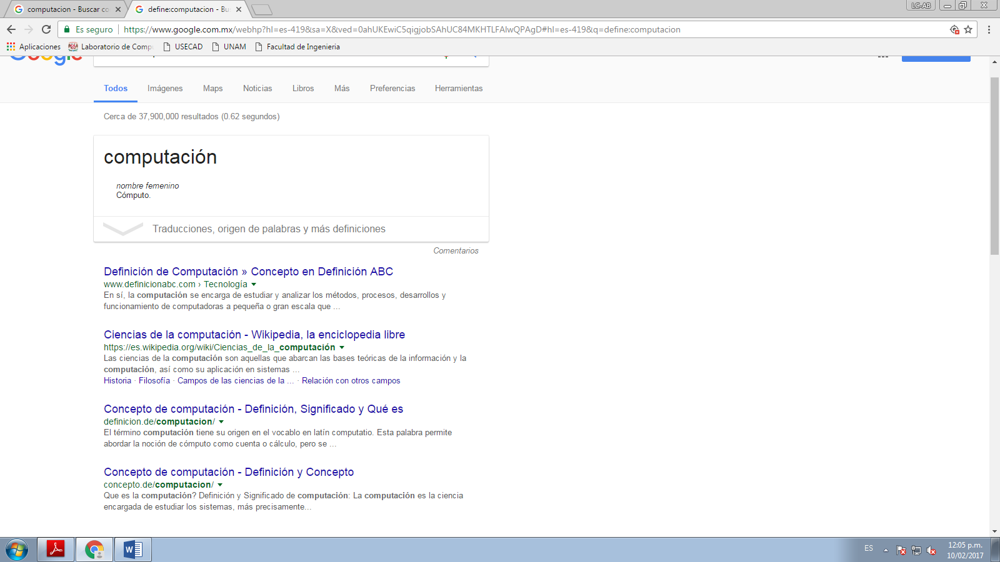 computacion - Buscar co
define:computacion - Bu
LC-AB
Es seguro
https://www.google.com.mx/webhp?hl=es-419&sa=X&ved=0ahUKEwiC5qigjobSAhUC84MKHTLFAlwQPAgD#hl=es-419&q=define:computacion
Aplicaciones
Laboratorio de Compu
USECAD
UNAM
Facultad de Ingenieria
Google
Todos
Imágenes
Maps
Noticias
Libros
Más
Preferencias
Herramientas
Cerca de 37,900,000 resultados (0.62 segundos)
computación
nombre femenino
Cómputo.
Traducciones, origen de palabras y más definiciones
Comentarios
Definición de Computación » Concepto en Definición ABC
www.definicionabc.com › Tecnología
En sí, la computación se encarga de estudiar y analizar los métodos, procesos, desarrollos y
funcionamiento de computadoras a pequeña o gran escala que ...
Ciencias de la computación - Wikipedia, la enciclopedia libre
https://es.wikipedia.org/wiki/Ciencias_de_la_computación
Las ciencias de la computación son aquellas que abarcan las bases teóricas de la información y la
computación, así como su aplicación en sistemas ...
Historia · Filosofía · Campos de las ciencias de la ... · Relación con otros campos
Concepto de computación - Definición, Significado y Qué es
definicion.de/computacion/
El término computación tiene su origen en el vocablo en latín computatio. Esta palabra permite
abordar la noción de cómputo como cuenta o cálculo, pero se ...
Concepto de computación - Definición y Concepto
concepto.de/computacion/
Que es la computación? Definición y Significado de computación: La computación es la ciencia
encargada de estudiar los sistemas, más precisamente...
ES
12:05 p.m.
10/02/2017